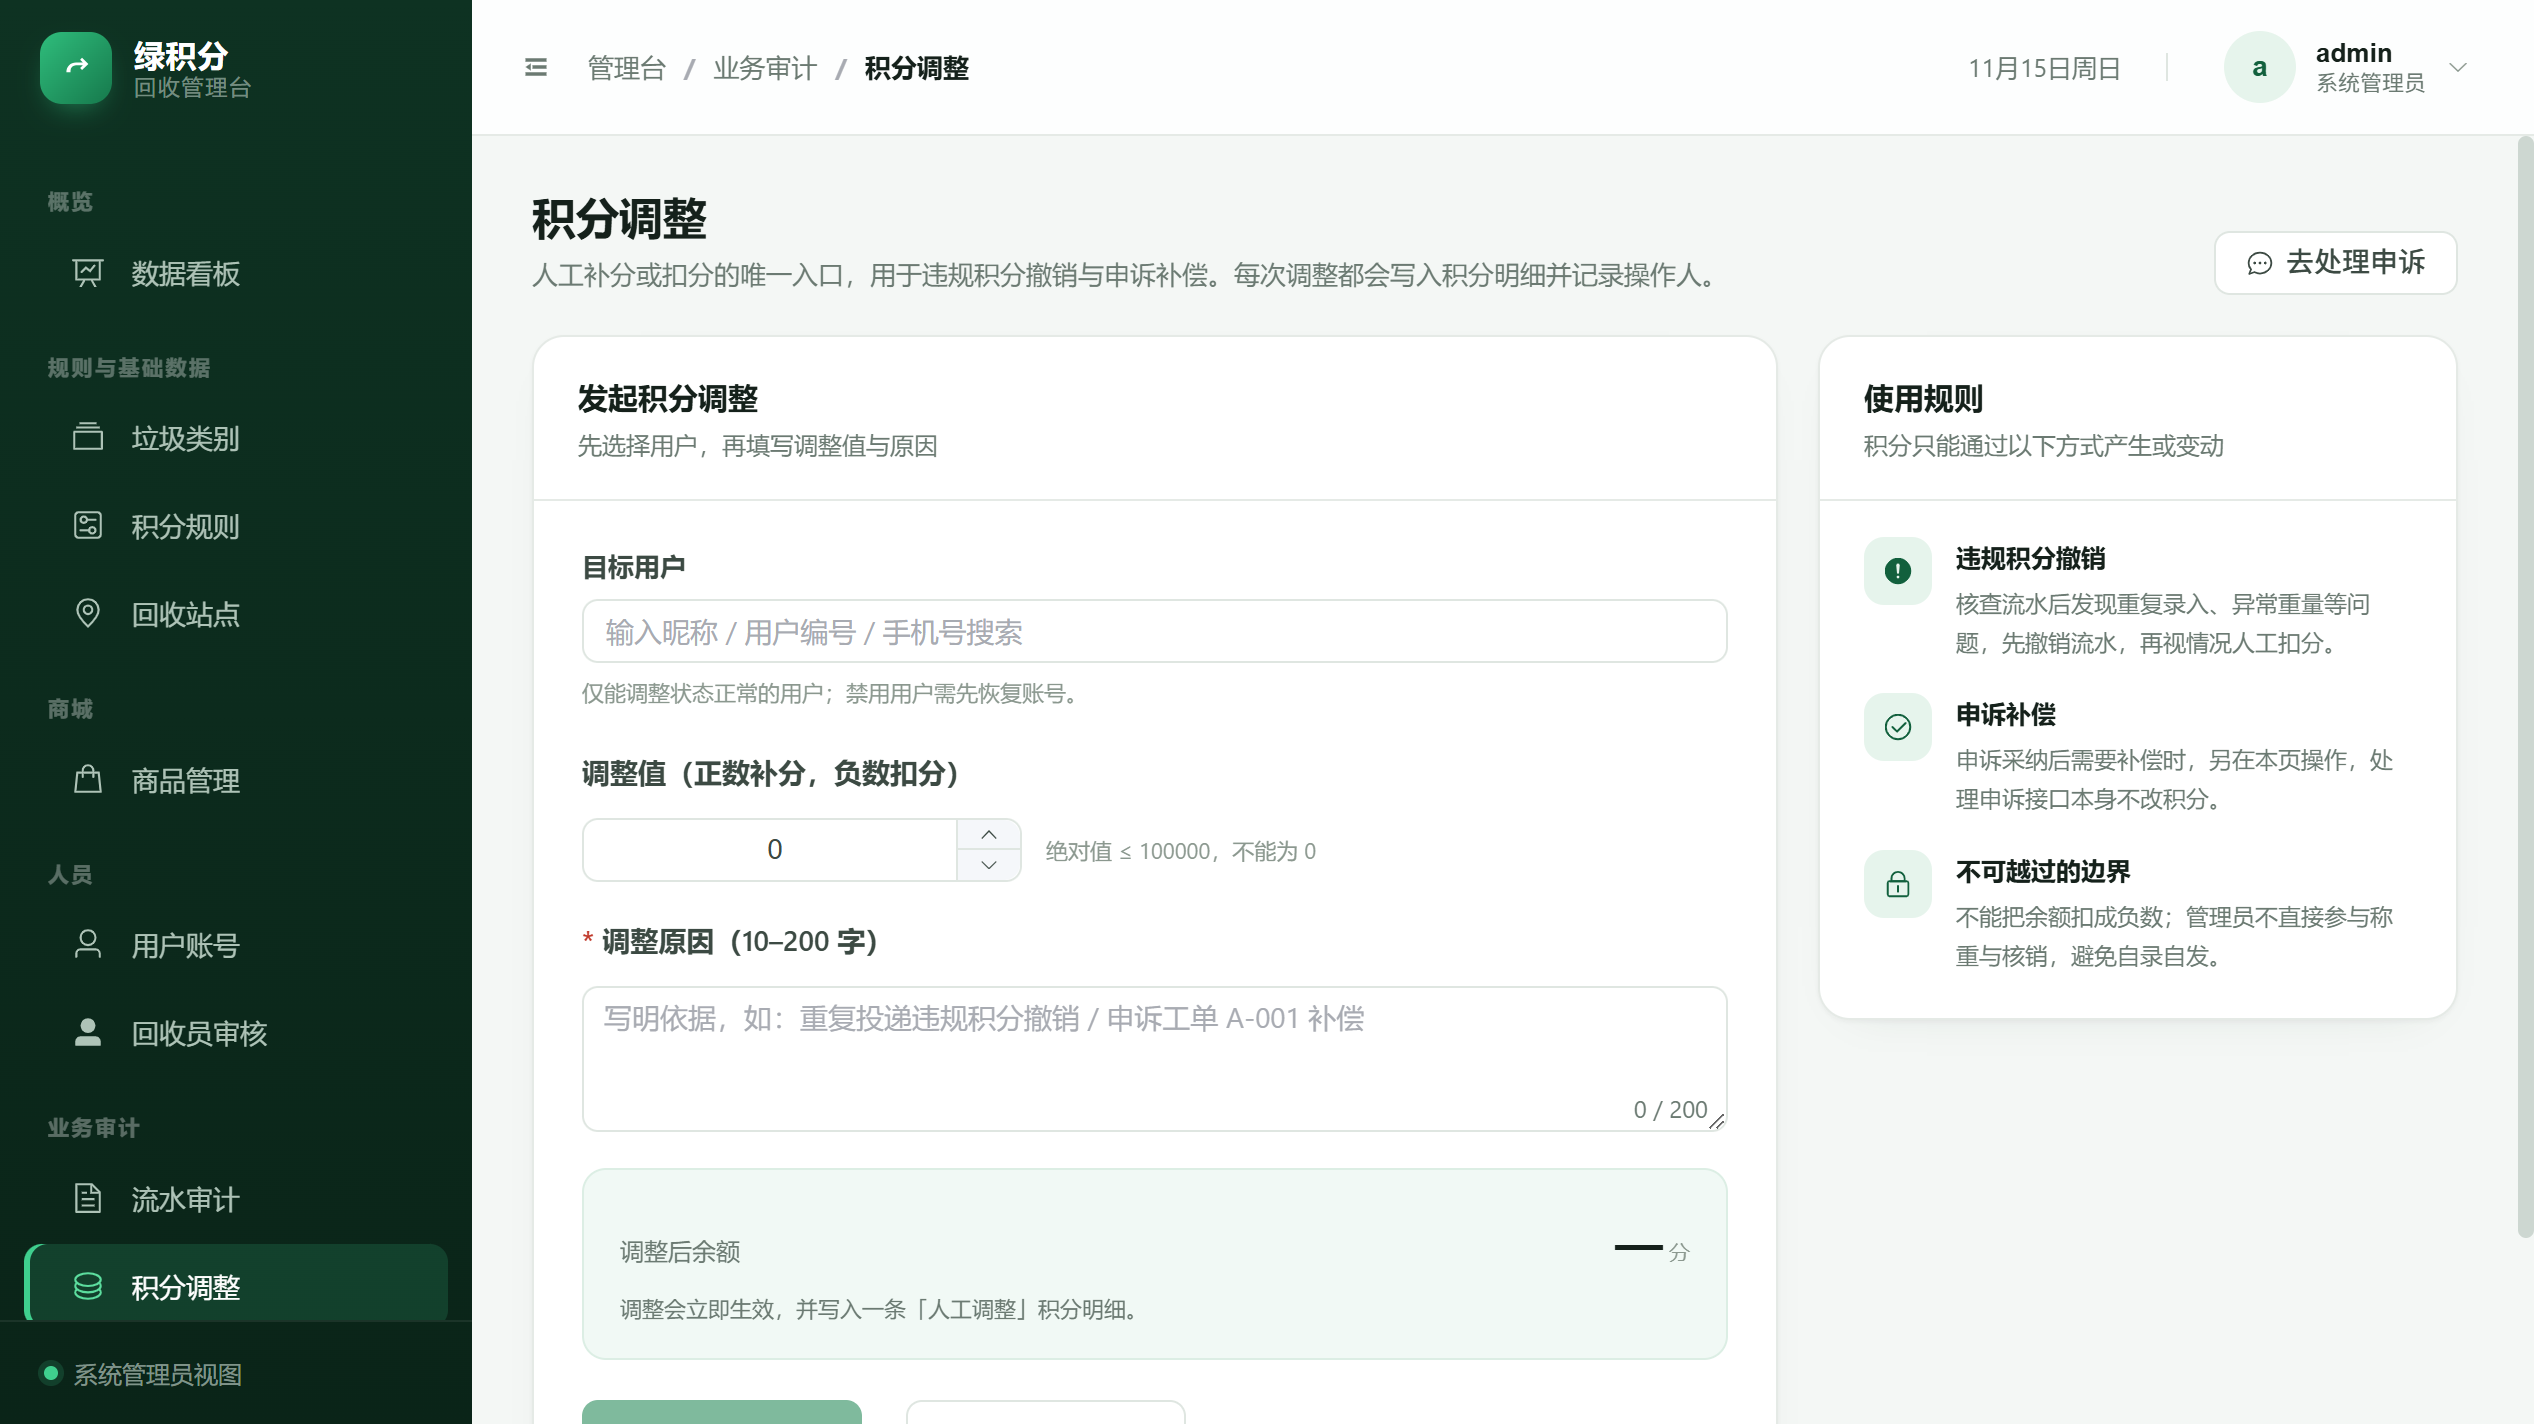 绿积分
回收管理台
概览
数据看板
规则与基础数据
垃圾类别
积分规则
回收站点
商城
商品管理
人员
用户账号
回收员审核
业务审计
流水审计
积分调整
系统管理员视图
管理台 / 业务审计 / 积分调整
11月15日周日
a
admin
系统管理员
积分调整
人工补分或扣分的唯一入口，用于违规积分撤销与申诉补偿。每次调整都会写入积分明细并记录操作人。
去处理申诉
发起积分调整
先选择用户，再填写调整值与原因
目标用户
输入昵称 / 用户编号 / 手机号搜索
仅能调整状态正常的用户；禁用用户需先恢复账号。
调整值（正数补分，负数扣分）
0
绝对值 ≤ 100000，不能为 0
* 调整原因（10–200 字）
写明依据，如：重复投递违规积分撤销 / 申诉工单 A-001 补偿
0 / 200
调整后余额
— 分
调整会立即生效，并写入一条「人工调整」积分明细。
使用规则
积分只能通过以下方式产生或变动
违规积分撤销
核查流水后发现重复录入、异常重量等问
题，先撤销流水，再视情况人工扣分。
申诉补偿
申诉采纳后需要补偿时，另在本页操作，处
理申诉接口本身不改积分。
不可越过的边界
不能把余额扣成负数；管理员不直接参与称
重与核销，避免自录自发。